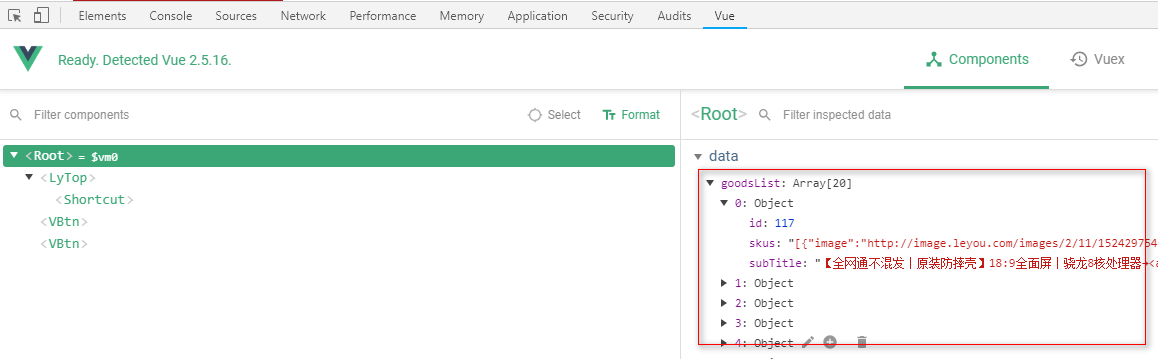 Elements Console Sources Network Performance Memory Application Security Audits Vue
Ready. Detected Vue 2.5.16.
Components Vuex
Filter components Select Format
<Root> Filter inspected data
<Root> = $vm0
<LyTop>
<Shortcut>
<VBtn>
<VBtn>
data
goodsList: Array[20]
0: Object
id: 117
skus: "[{"image":"http://image.leyou.com/images/2/11/152429754
subTitle: "【全网通不混发丨原装防摔壳】18:9全面屏丨骁龙8核处理器→<a
1: Object
2: Object
3: Object
4: Object